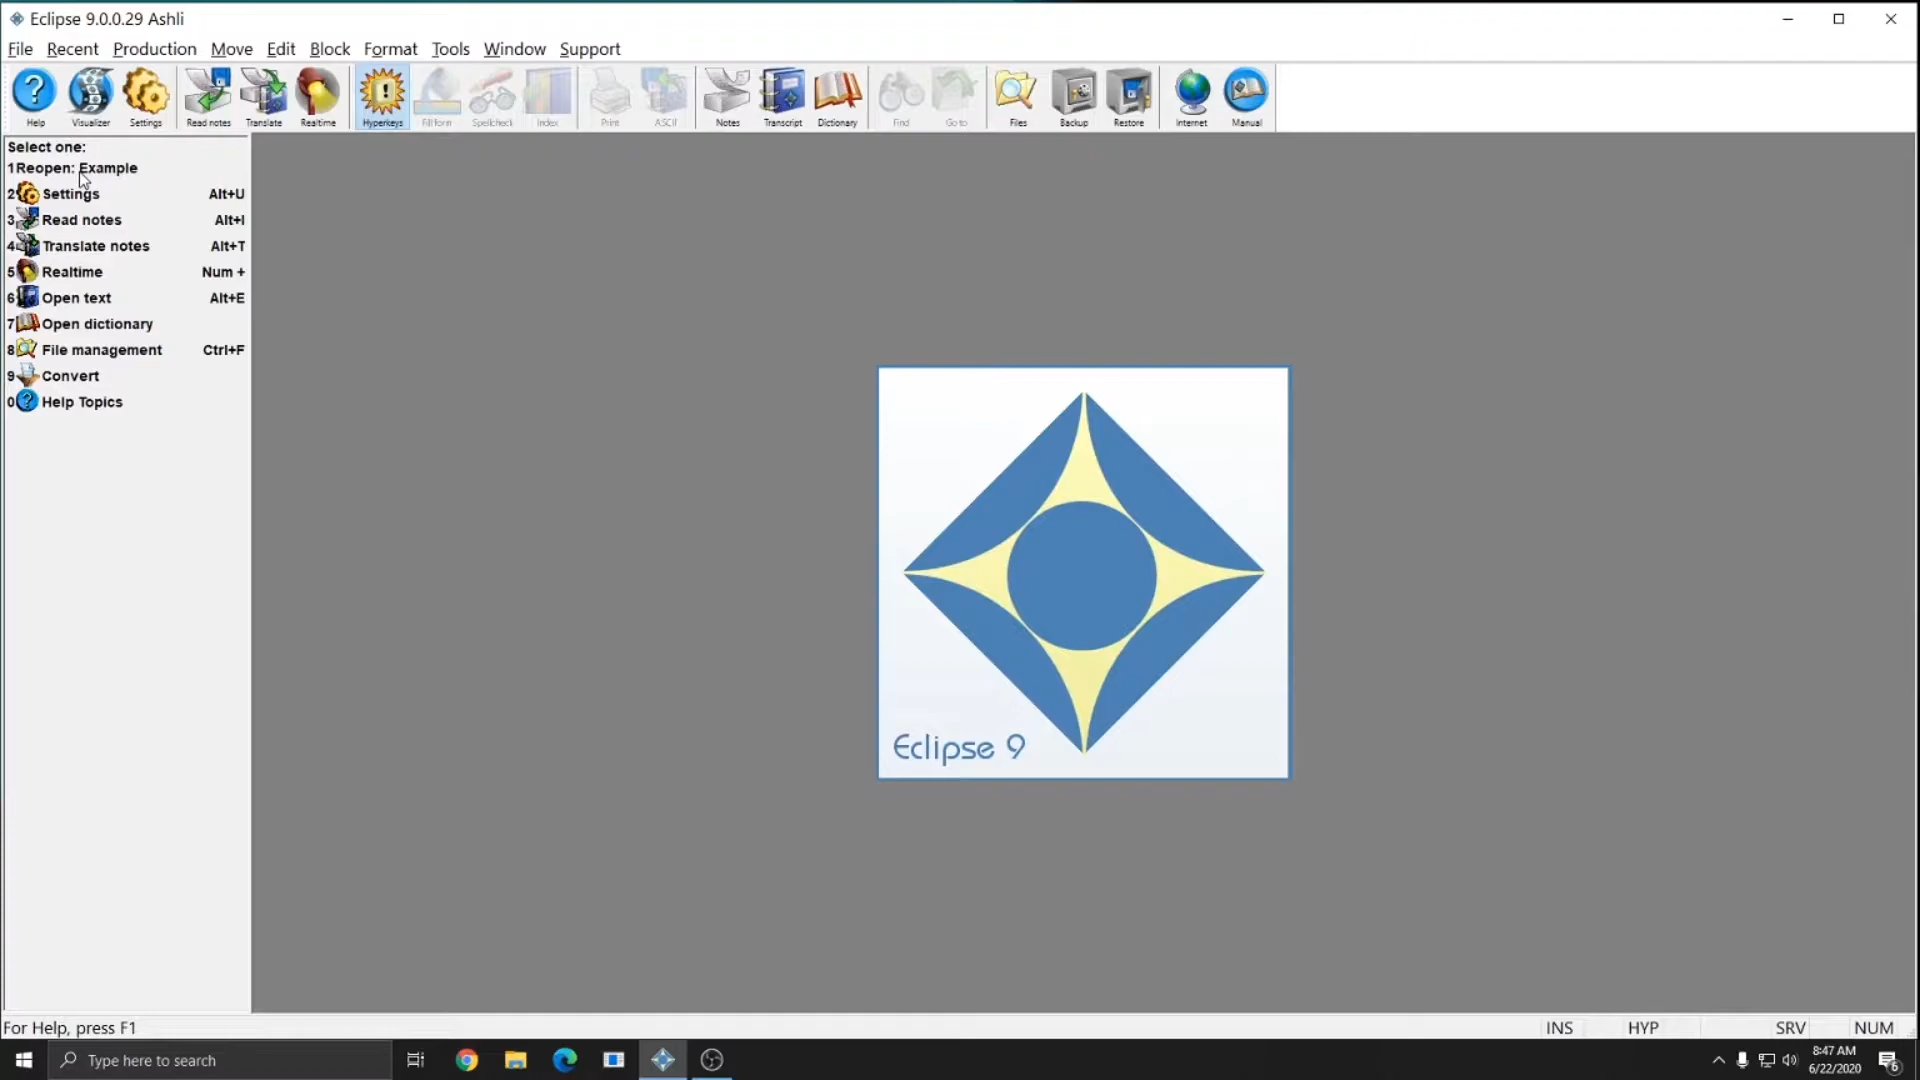 Eclipse 9.0.0.29 Ashli
File Recent Production Move Edit Block Format Tools Window Support
Help Visualizer Settings Read notes Translate Realtime Hyperkeys Fill form Spellcheck Index Print ASCII Notes Transcript Dictionary Find Go to Files Backup Restore Internet Manual
Select one:
1Reopen: Example
2 Settings Alt+U
3 Read notes Alt+I
4 Translate notes Alt+T
5 Realtime Num +
6 Open text Alt+E
7 Open dictionary
8 File management Ctrl+F
9 Convert
0 Help Topics
Eclipse 9
For Help, press F1 INS HYP SRV NUM
Type here to search
8:47 AM
6/22/2020
6